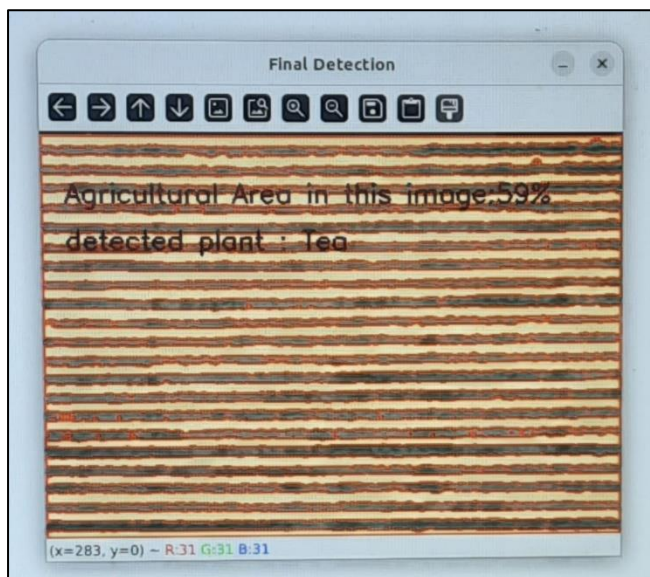 Final Detection
Agricultural Area in this image:59%
detected plant : Tea
(x=283, y=0) ~ R:31 G:31 B:31